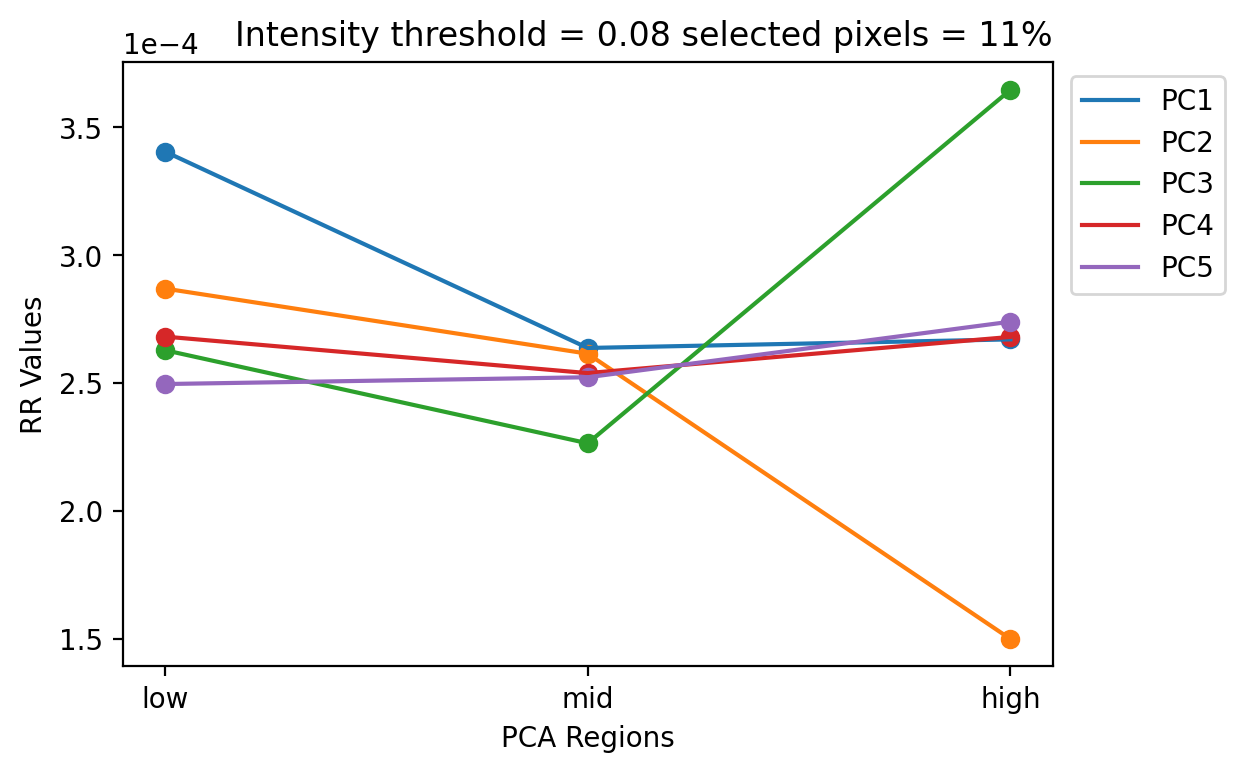 Intensity threshold = 0.08 selected pixels = 11%
1e−4
3.5
3.0
2.5
2.0
1.5
RR Values
low
mid
high
PCA Regions
PC1
PC2
PC3
PC4
PC5